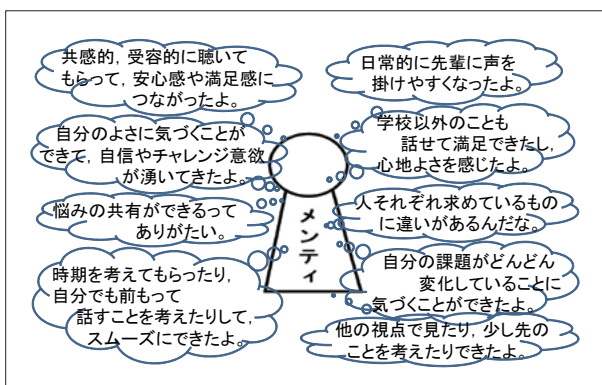 共感的，受容的に聴いて
もらって，安心感や満足感に
つながったよ。
自分のよさに気づくことが
できて，自信やチャレンジ意欲
が湧いてきたよ。
悩みの共有ができるって
ありがたい。
時期を考えてもらったり，
自分でも前もって
話すことを考えたりして，
スムーズにできたよ。
メンティ
日常的に先輩に声を
掛けやすくなったよ。
学校以外のことも
話せて満足できたし，
心地よさを感じたよ。
人それぞれ求めているもの
に違いがあるんだな。
自分の課題がどんどん
変化していることに
気づくことができたよ。
他の視点で見たり，少し先の
ことを考えたりできたよ。